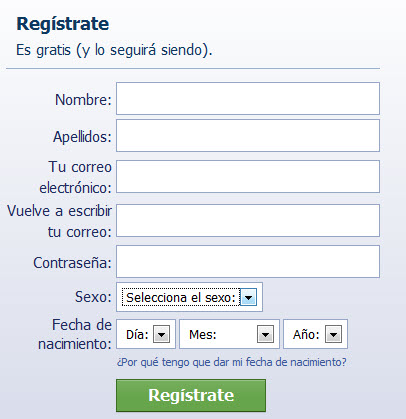 Regístrate
Es gratis (y lo seguirá siendo).
Nombre:
Apellidos:
Tu correo
electrónico:
Vuelve a escribir
tu correo:
Contraseña:
Sexo: Selecciona el sexo:
Fecha de
nacimiento: Día: Mes: Año:
¿Por qué tengo que dar mi fecha de nacimiento?
Regístrate